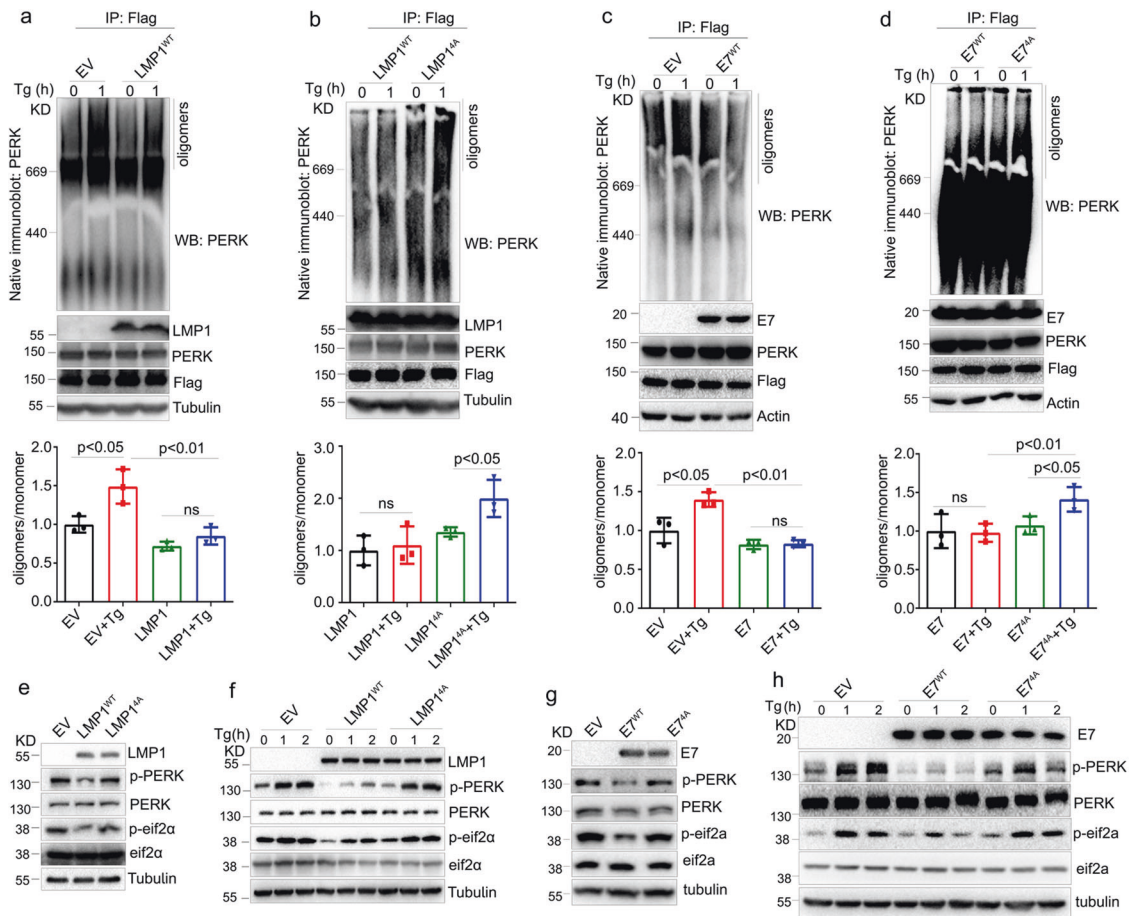 a
IP: Flag
EV LMP1WT
Tg (h) 0 1 0 1
KD
669
440
Native immunoblot: PERK
oligomers
WB: PERK
55 LMP1
150 PERK
150 Flag
55 Tubulin
oligomers/monomer
2.0
1.5
1.0
0.5
0.0
p<0.05 p<0.01
ns
EV EV+Tg LMP1 LMP1+Tg
b
IP: Flag
LMP1WT LMP14A
Tg (h) 0 1 0 1
KD
669
440
Native immunoblot: PERK
oligomers
WB: PERK
55 LMP1
150 PERK
150 Flag
55 Tubulin
oligomers/monomer
3.0
2.0
1.0
0.0
p<0.05
ns
LMP1 LMP1+Tg LMP14A LMP14A+Tg
c
IP: Flag
EV E7WT
Tg (h) 0 1 0 1
KD
669
440
Native immunoblot: PERK
oligomers
WB: PERK
20 E7
150 PERK
150 Flag
40 Actin
oligomers/monomer
2.0
1.5
1.0
0.5
0.0
p<0.05 p<0.01
ns
EV EV+Tg E7 E7+Tg
d
IP: Flag
E7WT E74A
Tg (h) 0 1 0 1
KD
669
440
Native immunoblot: PERK
oligomers
WB: PERK
20 E7
150 PERK
150 Flag
55 Actin
oligomers/monomer
2.0
1.5
1.0
0.5
0.0
p<0.01
p<0.05
ns
E7 E7+Tg E74A E74A+Tg
e
EV LMP1WT LMP14A
KD
55 LMP1
130 p-PERK
130 PERK
38 p-eif2α
38 eif2α
55 Tubulin
f
EV LMP1WT LMP14A
Tg(h) 0 1 2 0 1 2 0 1 2
KD
55 LMP1
130 p-PERK
130 PERK
38 p-eif2α
38 eif2α
55 Tubulin
g
EV E7WT E74A
KD
20 E7
130 p-PERK
130 PERK
38 p-eif2a
38 eif2a
55 tubulin
h
EV E7WT E74A
Tg(h) 0 1 2 0 1 2 0 1 2
KD
20 E7
130 p-PERK
130 PERK
38 p-eif2a
38 eif2a
55 tubulin